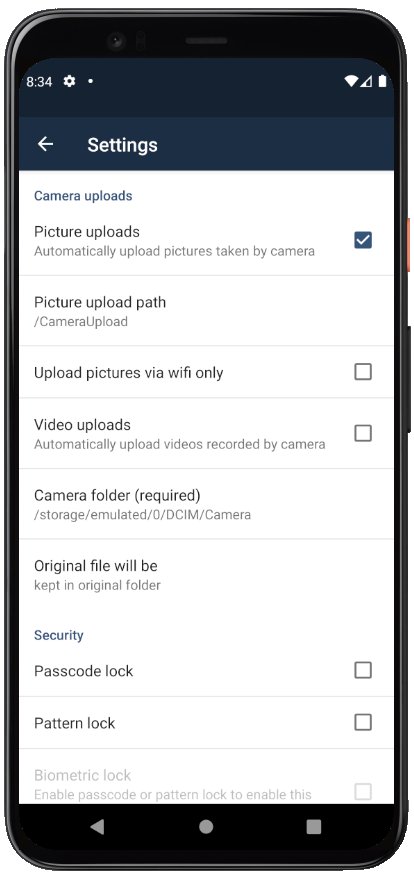 8:34
Settings
Camera uploads
Picture uploads
Automatically upload pictures taken by camera
Picture upload path
/CameraUpload
Upload pictures via wifi only
Video uploads
Automatically upload videos recorded by camera
Camera folder (required)
/storage/emulated/0/DCIM/Camera
Original file will be
kept in original folder
Security
Passcode lock
Pattern lock
Biometric lock
Enable passcode or pattern lock to enable this